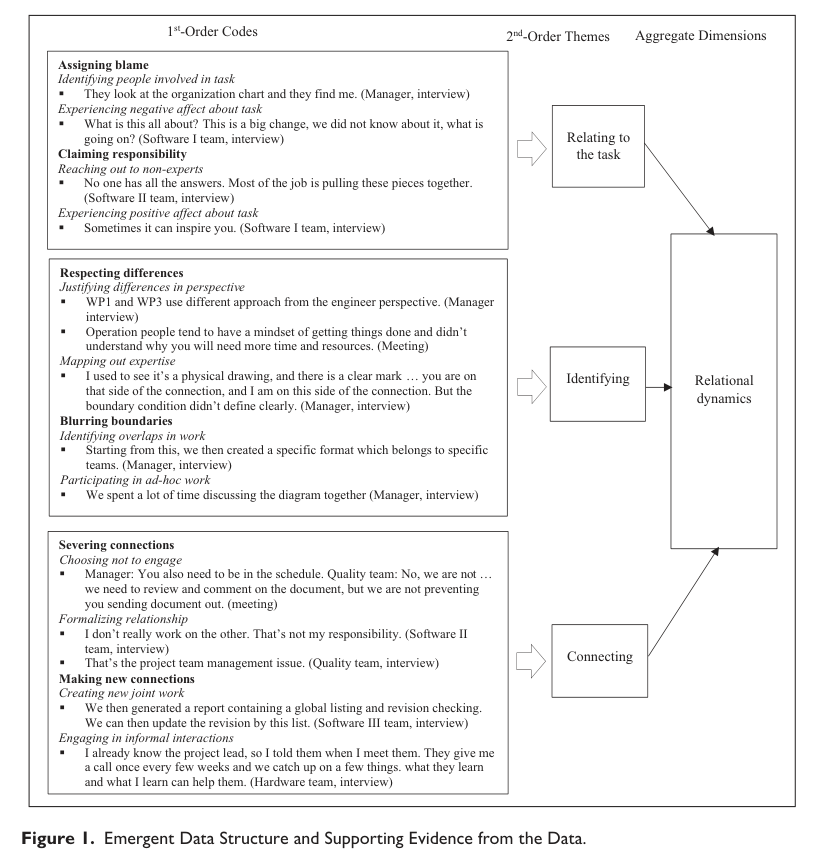 1st-Order Codes
2nd-Order Themes
Aggregate Dimensions
Assigning blame
Identifying people involved in task
▪ They look at the organization chart and they find me. (Manager, interview)
Experiencing negative affect about task
▪ What is this all about? This is a big change, we did not know about it, what is
going on? (Software I team, interview)
Claiming responsibility
Reaching out to non-experts
▪ No one has all the answers. Most of the job is pulling these pieces together.
(Software II team, interview)
Experiencing positive affect about task
▪ Sometimes it can inspire you. (Software I team, interview)
Relating to
the task
Respecting differences
Justifying differences in perspective
▪ WP1 and WP3 use different approach from the engineer perspective. (Manager
interview)
▪ Operation people tend to have a mindset of getting things done and didn't
understand why you will need more time and resources. (Meeting)
Mapping out expertise
▪ I used to see it's a physical drawing, and there is a clear mark … you are on
that side of the connection, and I am on this side of the connection. But the
boundary condition didn't define clearly. (Manager, interview)
Blurring boundaries
Identifying overlaps in work
▪ Starting from this, we then created a specific format which belongs to specific
teams. (Manager, interview)
Participating in ad-hoc work
▪ We spent a lot of time discussing the diagram together (Manager, interview)
Identifying
Relational
dynamics
Severing connections
Choosing not to engage
▪ Manager: You also need to be in the schedule. Quality team: No, we are not …
we need to review and comment on the document, but we are not preventing
you sending document out. (meeting)
Formalizing relationship
▪ I don't really work on the other. That's not my responsibility. (Software II
team, interview)
▪ That's the project team management issue. (Quality team, interview)
Making new connections
Creating new joint work
▪ We then generated a report containing a global listing and revision checking.
We can then update the revision by this list. (Software III team, interview)
Engaging in informal interactions
▪ I already know the project lead, so I told them when I meet them. They give me
a call once every few weeks and we catch up on a few things. what they learn
and what I learn can help them. (Hardware team, interview)
Connecting
Figure 1. Emergent Data Structure and Supporting Evidence from the Data.